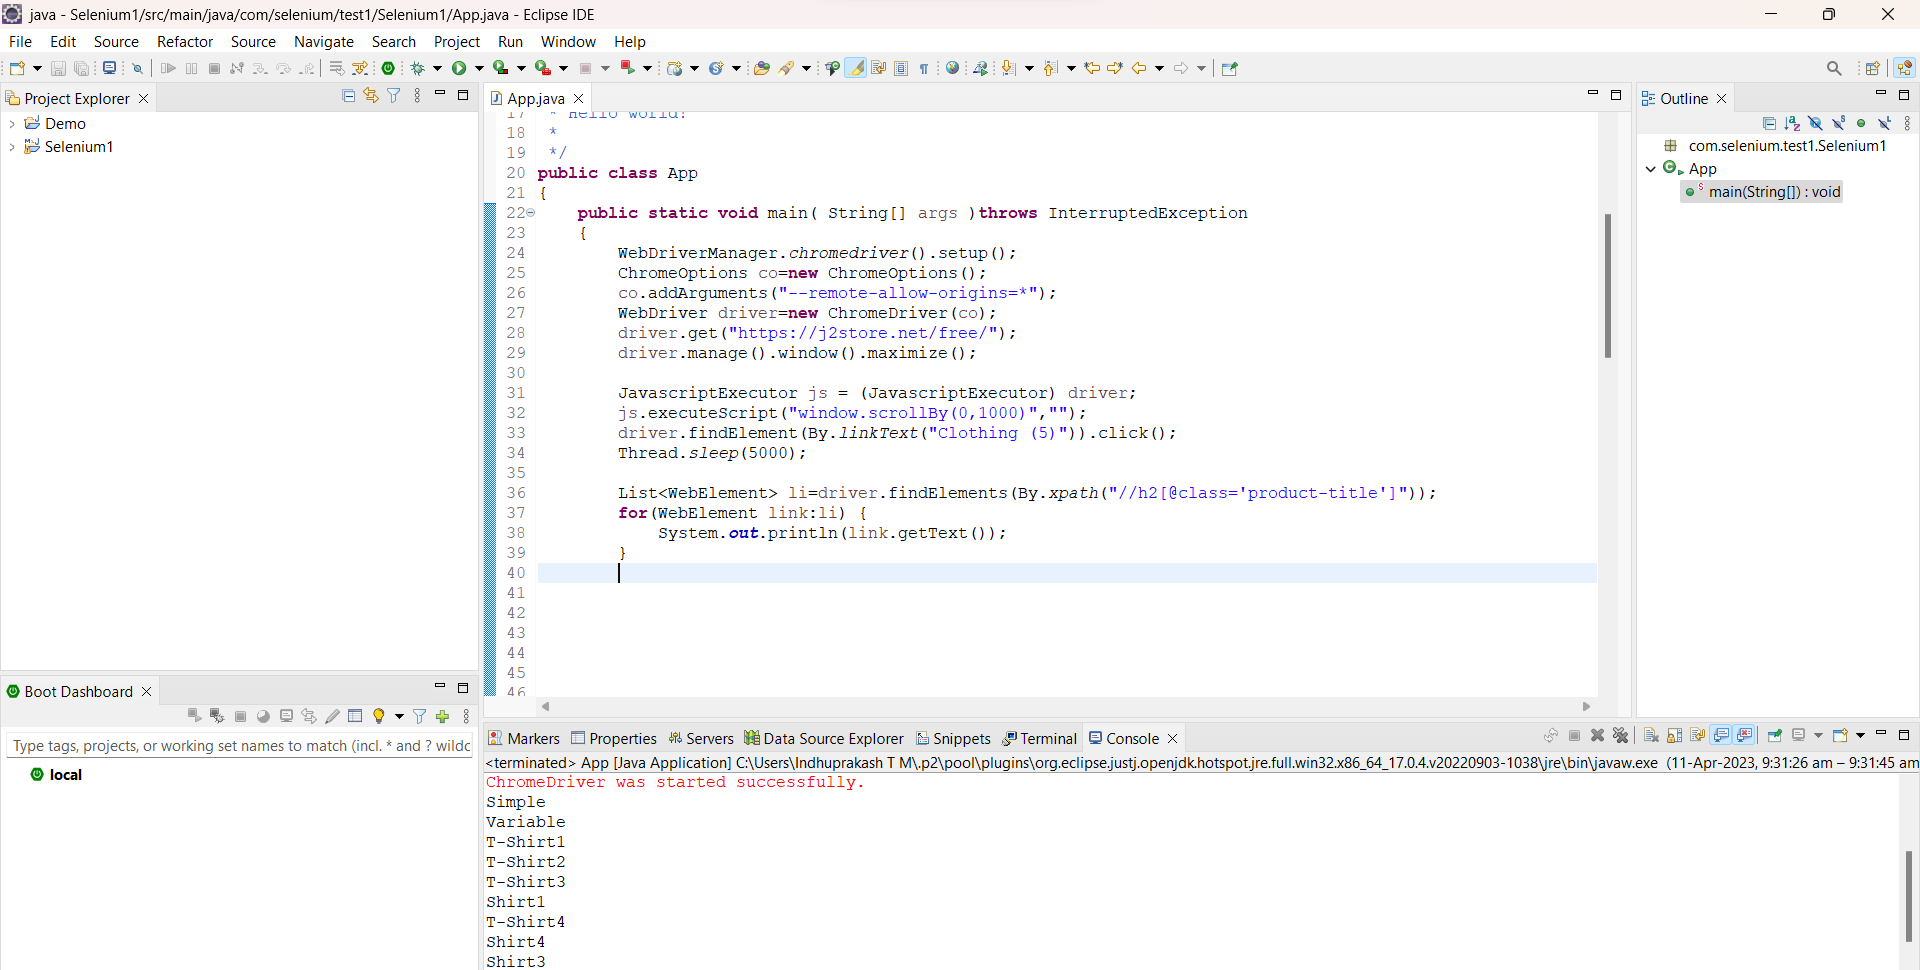 java - Selenium1/src/main/java/com/selenium/test1/Selenium1/App.java - Eclipse IDE
File Edit Source Refactor Source Navigate Search Project Run Window Help
Project Explorer
Demo
Selenium1
App.java
17 * Hello world!
18 *
19 */
20 public class App
21 {
22 public static void main( String[] args )throws InterruptedException
23 {
24 WebDriverManager.chromedriver().setup();
25 ChromeOptions co=new ChromeOptions();
26 co.addArguments("--remote-allow-origins=*");
27 WebDriver driver=new ChromeDriver(co);
28 driver.get("https://j2store.net/free/");
29 driver.manage().window().maximize();
30
31 JavascriptExecutor js = (JavascriptExecutor) driver;
32 js.executeScript("window.scrollBy(0,1000)","");
33 driver.findElement(By.linkText("Clothing (5)")).click();
34 Thread.sleep(5000);
35
36 List<WebElement> li=driver.findElements(By.xpath("//h2[@class='product-title']"));
37 for(WebElement link:li) {
38 System.out.println(link.getText());
39 }
40
41
42
43
44
45
46
Outline
com.selenium.test1.Selenium1
App
main(String[]) : void
Boot Dashboard
Type tags, projects, or working set names to match (incl. * and ? wildc
local
Markers Properties Servers Data Source Explorer Snippets Terminal Console
<terminated> App [Java Application] C:\Users\Indhuprakash T M\.p2\pool\plugins\org.eclipse.justj.openjdk.hotspot.jre.full.win32.x86_64_17.0.4.v20220903-1038\jre\bin\javaw.exe (11-Apr-2023, 9:31:26 am – 9:31:45 am
ChromeDriver was started successfully.
Simple
Variable
T-Shirt1
T-Shirt2
T-Shirt3
Shirt1
T-Shirt4
Shirt4
Shirt3